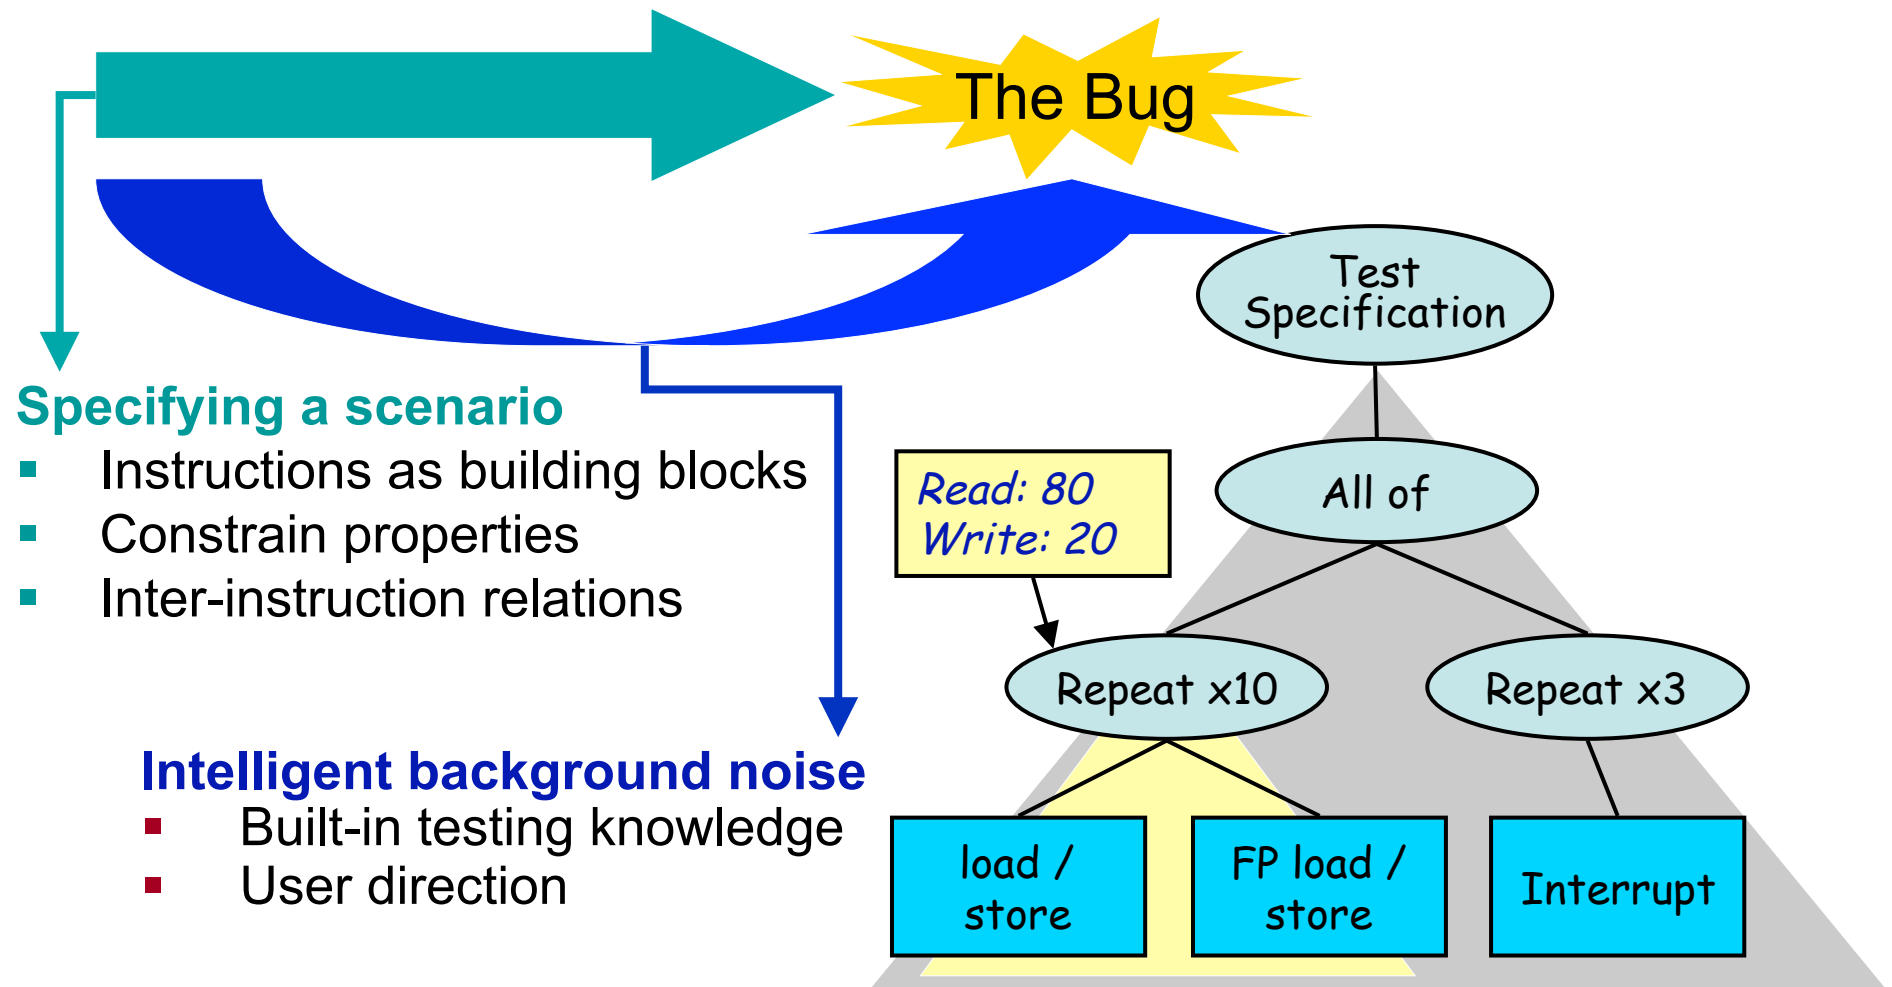 The Bug
Specifying a scenario
▪ Instructions as building blocks
▪ Constrain properties
▪ Inter-instruction relations
Intelligent background noise
▪ Built-in testing knowledge
▪ User direction
Test
Specification
All of
Read: 80
Write: 20
Repeat x10
Repeat x3
load /
store
FP load /
store
Interrupt